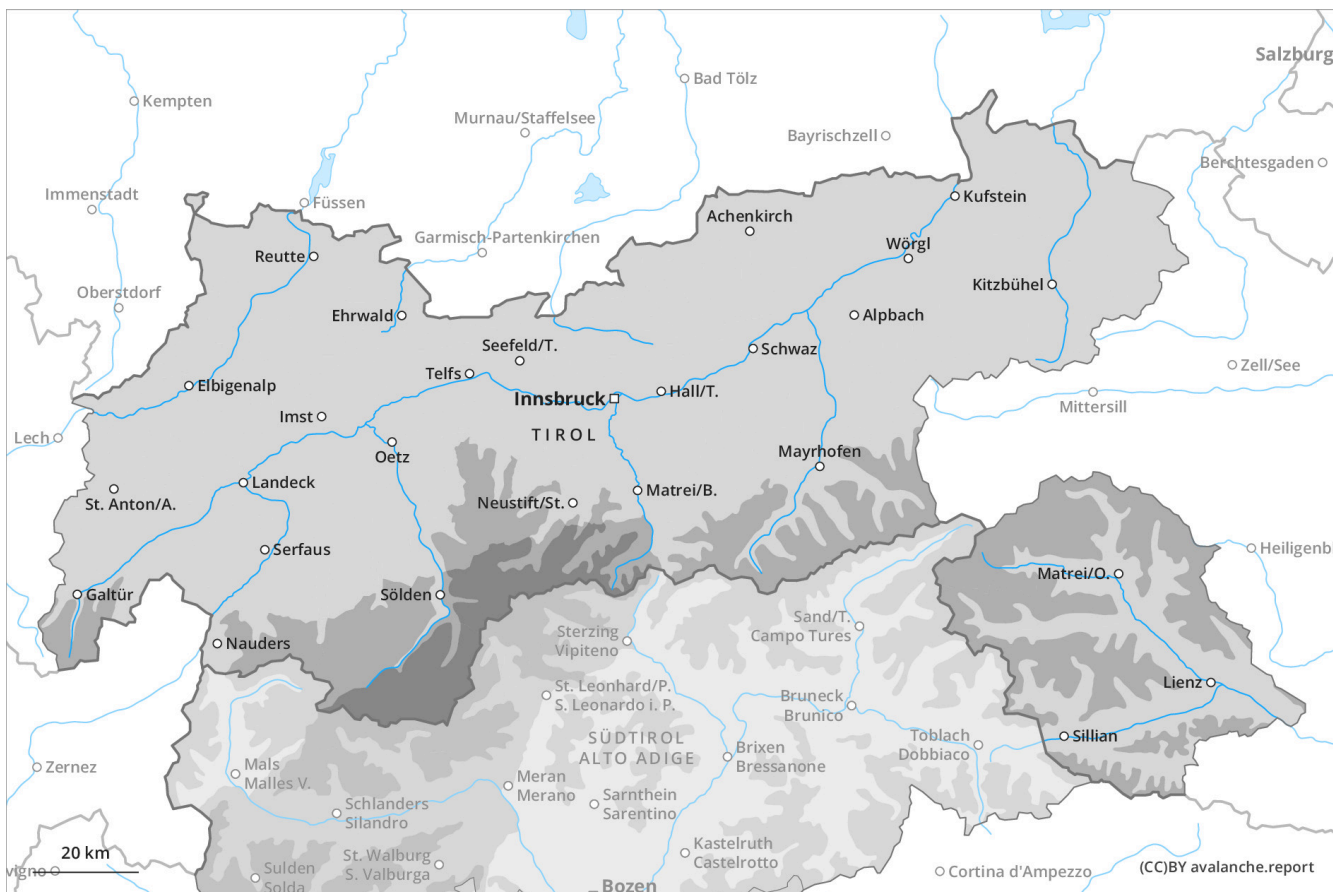 Salzburg
Bad Tölz
Kempten
Murnau/Staffelsee
Bayrischzell
Berchtesgaden
Immenstadt
Kufstein
Füssen
Achenkirch
Garmisch-Partenkirchen
Wörgl
Reutte
Kitzbühel
Oberstdorf
Ehrwald
Alpbach
Seefeld/T.
Schwaz
Zell/See
Telfs
Elbigenalp
Hall/T.
Mittersill
Innsbruck
Imst
TIROL
Lech
Mayrhofen
Oetz
Landeck
Matrei/B.
St. Anton/A.
Neustift/St.
Serfaus
Heiligenb
Matrei/O.
Galtür
Sölden
Sand/T.
Campo Tures
Sterzing
Vipiteno
Nauders
Lienz
St. Leonhard/P.
S. Leonardo i. P.
Bruneck
Brunico
Sillian
SÜDTIROL
ALTO ADIGE
Toblach
Dobbiaco
Brixen
Bressanone
Zernez
Mals
Malles V.
Meran
Merano
Schlanders
Silandro
Sarnthein
Sarentino
20 km
Kastelruth
Castelrotto
St. Walburg
S. Valburga
vigno
Sulden
Solda
Cortina d'Ampezzo
(CC)BY avalanche.report
Bozen